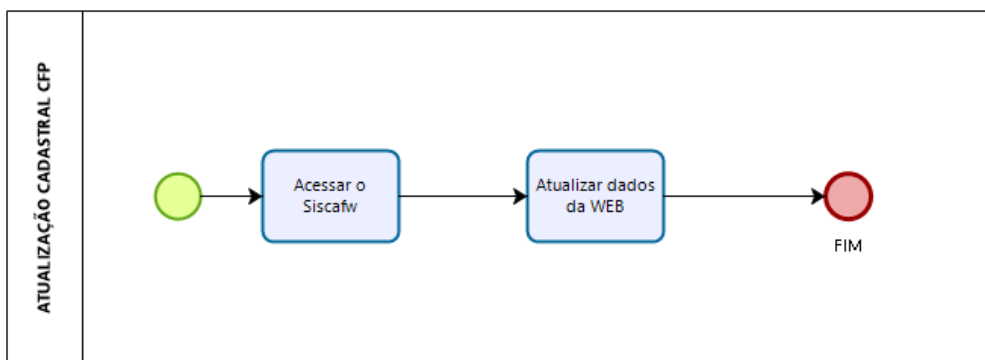 ATUALIZAÇÃO CADASTRAL CFP
Acessar o
Siscafw
Atualizar dados
da WEB
FIM